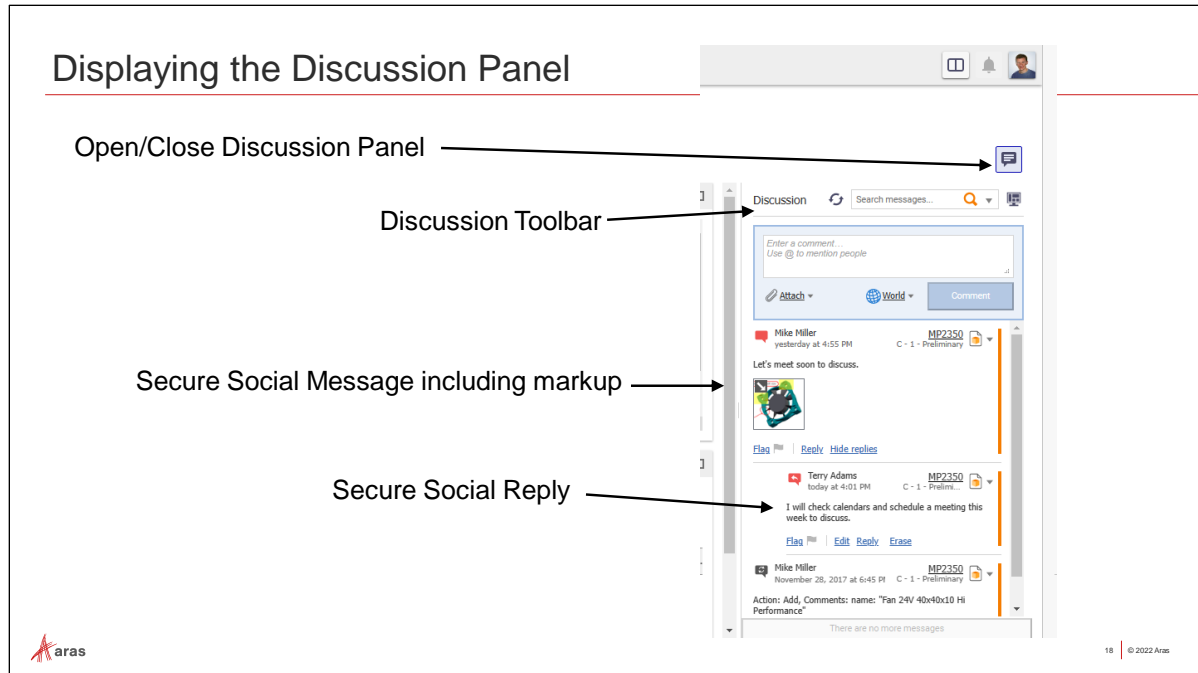 Displaying the Discussion Panel
Open/Close Discussion Panel
Discussion Toolbar
Discussion
Search messages...
Enter a comment...
Use @ to mention people
Attach
World
Comment
Mike Miller
MP2350
yesterday at 4:55 PM
C - 1 - Preliminary
Let's meet soon to discuss.
Secure Social Message including markup
Flag
Reply
Hide replies
Terry Adams
MP2350
today at 4:01 PM
C - 1 - Prelimi...
Secure Social Reply
I will check calendars and schedule a meeting this
week to discuss.
Flag
Edit
Reply
Erase
Mike Miller
MP2350
November 28, 2017 at 6:45 P
C - 1 - Preliminary
Action: Add, Comments: name: "Fan 24V 40x40x10 Hi
Performance"
There are no more messages
aras
18
© 2022 Aras